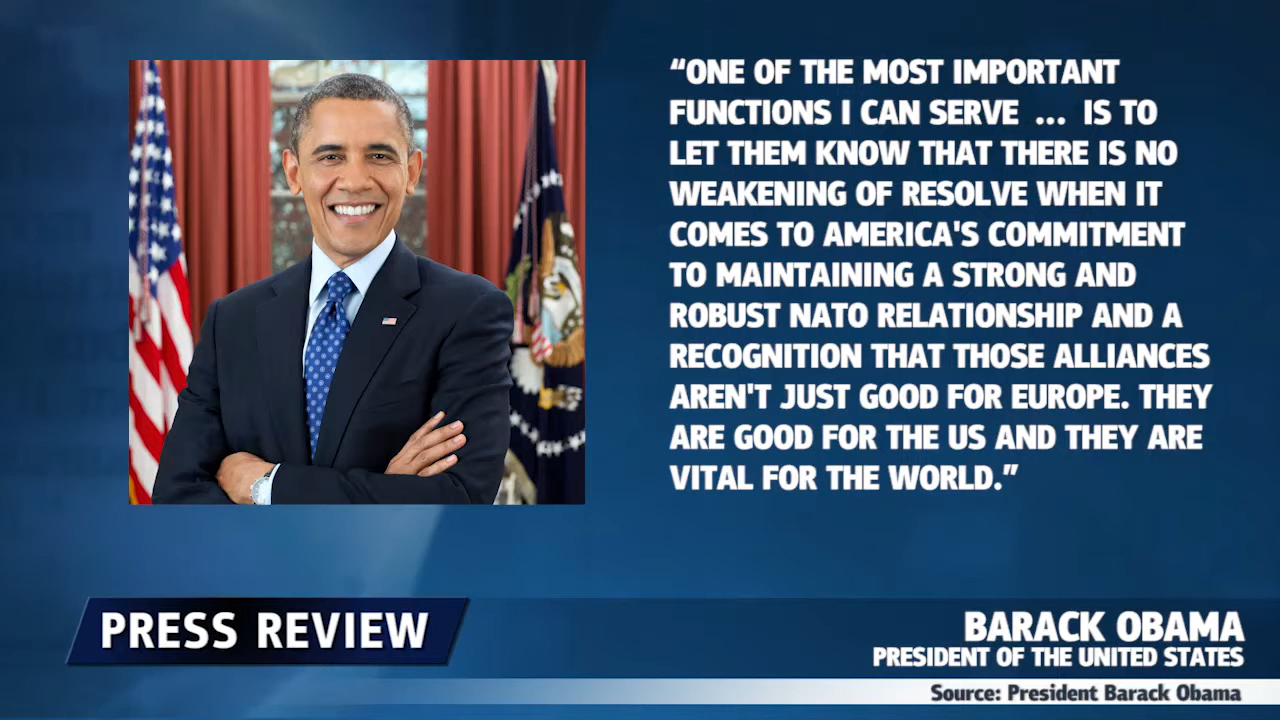 “ONE OF THE MOST IMPORTANT
FUNCTIONS I CAN SERVE ... IS TO
LET THEM KNOW THAT THERE IS NO
WEAKENING OF RESOLVE WHEN IT
COMES TO AMERICA'S COMMITMENT
TO MAINTAINING A STRONG AND
ROBUST NATO RELATIONSHIP AND A
RECOGNITION THAT THOSE ALLIANCES
AREN'T JUST GOOD FOR EUROPE. THEY
ARE GOOD FOR THE US AND THEY ARE
VITAL FOR THE WORLD.”
PRESS REVIEW
BARACK OBAMA
PRESIDENT OF THE UNITED STATES
Source: President Barack Obama